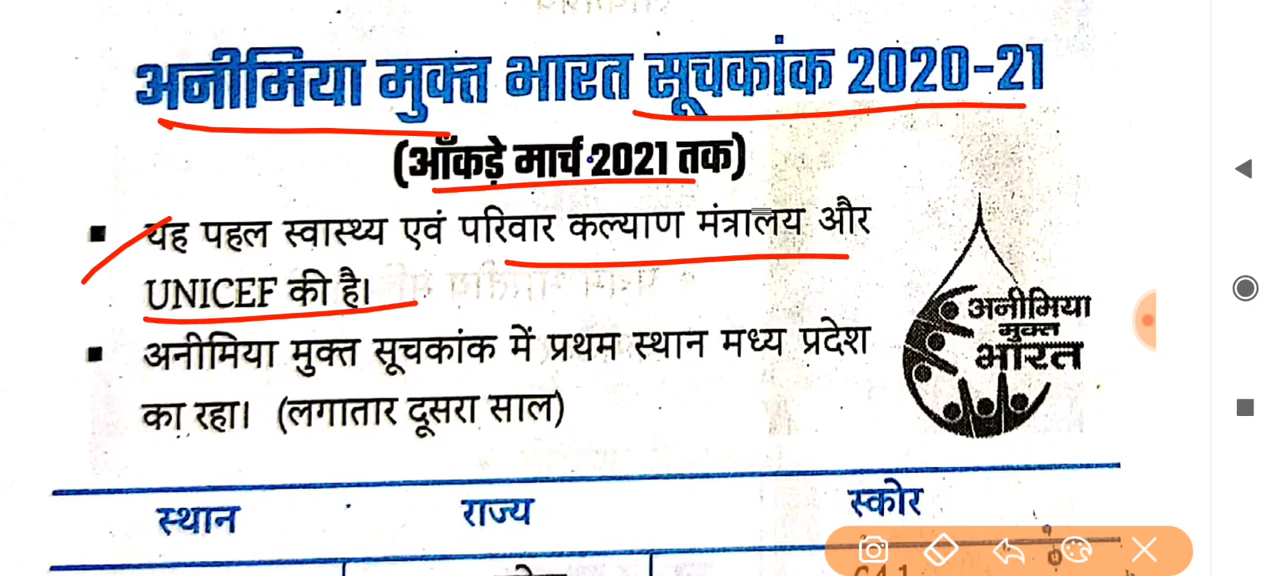 अनीमिया मुक्त भारत सूचकांक 2020-21
(आँकड़े मार्च 2021 तक)
▪ यह पहल स्वास्थ्य एवं परिवार कल्याण मंत्रालय और
UNICEF की है।
▪ अनीमिया मुक्त सूचकांक में प्रथम स्थान मध्य प्रदेश
का रहा। (लगातार दूसरा साल)
अनीमिया
मुक्त
भारत
स्थान राज्य स्कोर